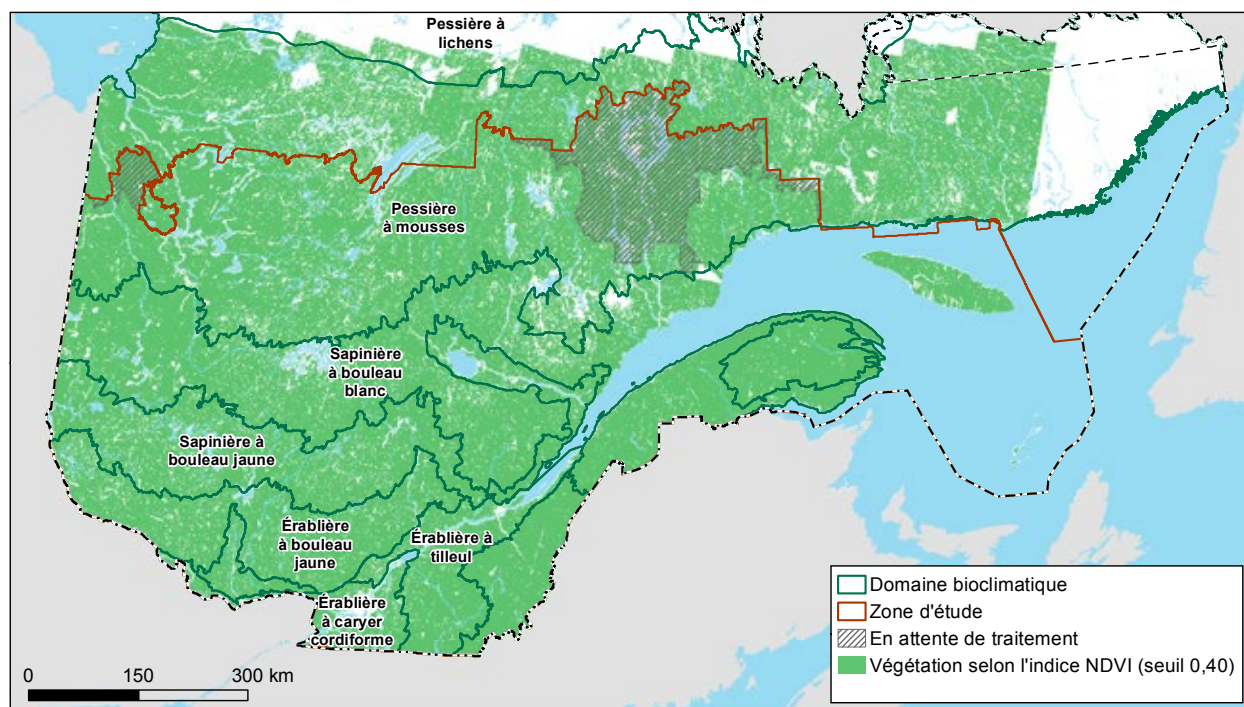 Pessière à
lichens
Pessière
à mousses
Sapinière
à bouleau
blanc
Sapinière à
bouleau jaune
Érablière
à bouleau
jaune
Érablière à
tilleul
Érablière
à caryer
cordiforme
Domaine bioclimatique
Zone d'étude
En attente de traitement
Végétation selon l'indice NDVI (seuil 0,40)
0 150 300 km